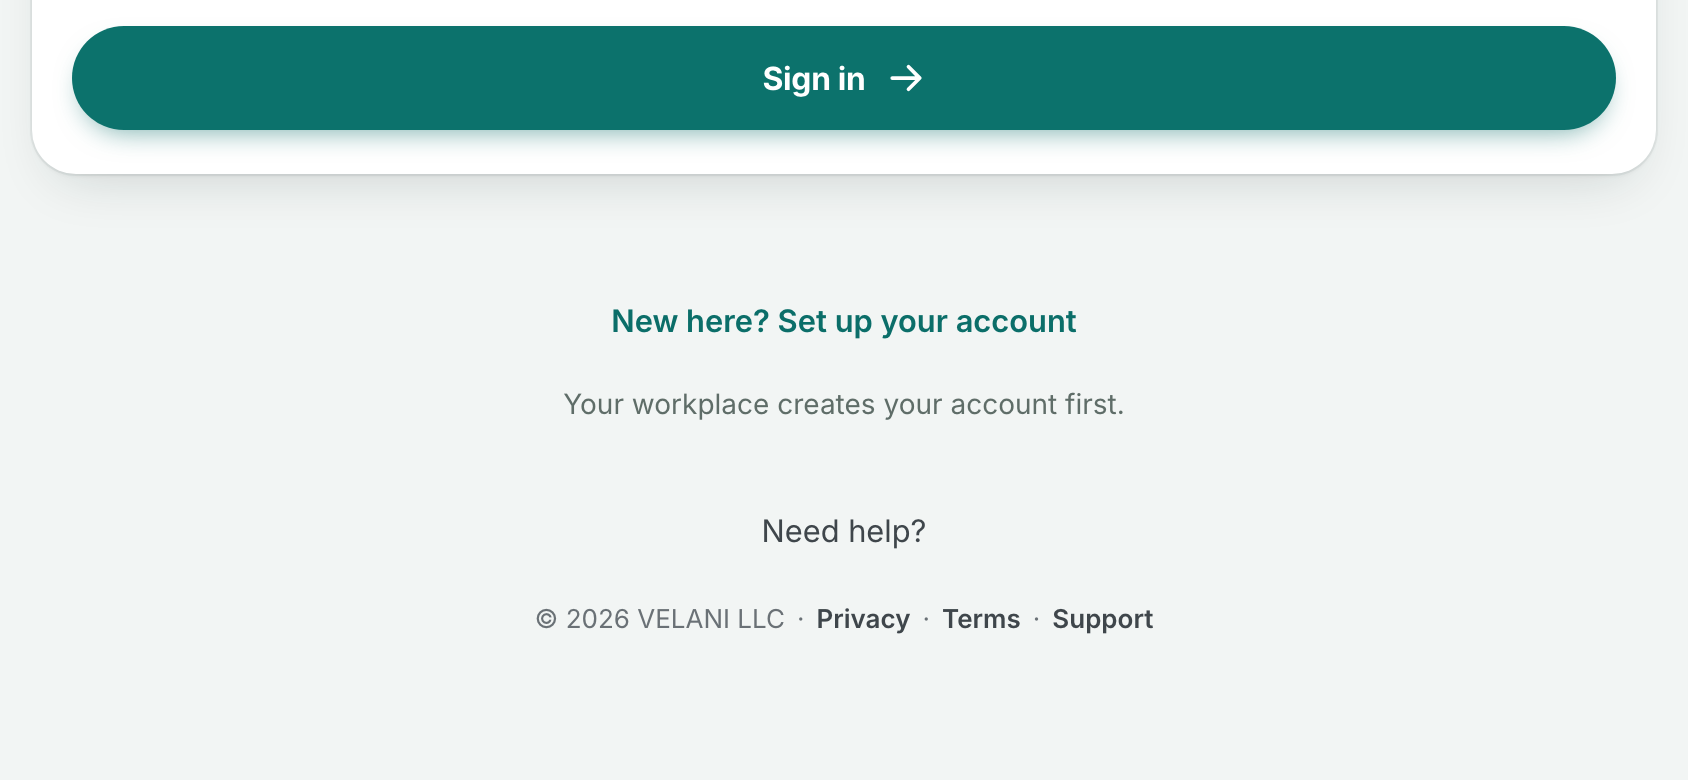 Sign in
New here? Set up your account
Your workplace creates your account first.
Need help?
© 2026 VELANI LLC · Privacy · Terms · Support